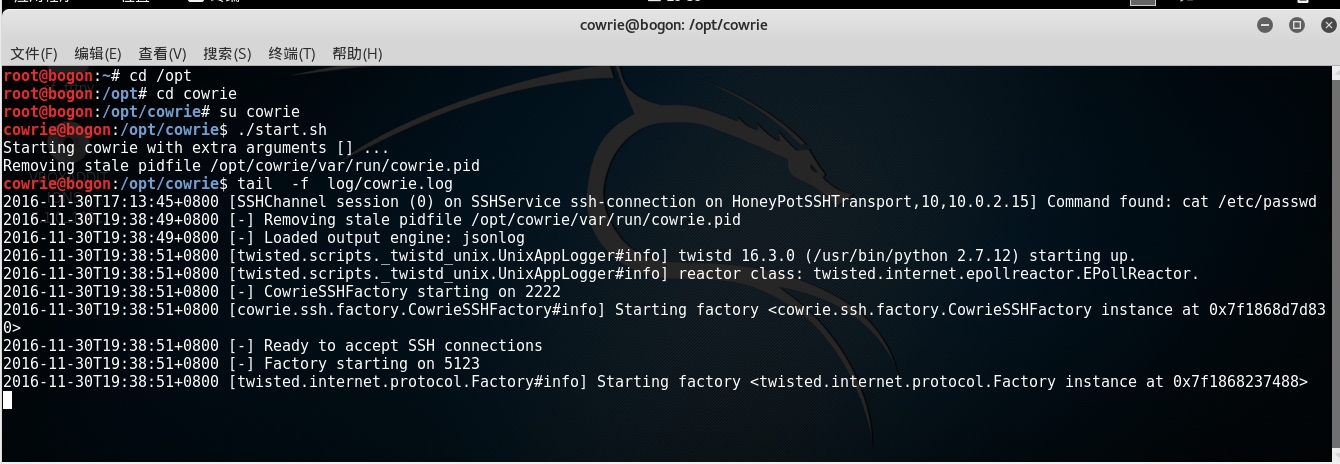 cowrie@bogon: /opt/cowrie
文件(F) 编辑(E) 查看(V) 搜索(S) 终端(T) 帮助(H)
root@bogon:~# cd /opt
root@bogon:/opt# cd cowrie
root@bogon:/opt/cowrie# su cowrie
cowrie@bogon:/opt/cowrie$ ./start.sh
Starting cowrie with extra arguments [] ...
Removing stale pidfile /opt/cowrie/var/run/cowrie.pid
cowrie@bogon:/opt/cowrie$ tail  -f  log/cowrie.log
2016-11-30T17:13:45+0800 [SSHChannel session (0) on SSHService ssh-connection on HoneyPotSSHTransport,10,10.0.2.15] Command found: cat /etc/passwd
2016-11-30T19:38:49+0800 [-] Removing stale pidfile /opt/cowrie/var/run/cowrie.pid
2016-11-30T19:38:49+0800 [-] Loaded output engine: jsonlog
2016-11-30T19:38:51+0800 [twisted.scripts._twistd_unix.UnixAppLogger#info] twistd 16.3.0 (/usr/bin/python 2.7.12) starting up.
2016-11-30T19:38:51+0800 [twisted.scripts._twistd_unix.UnixAppLogger#info] reactor class: twisted.internet.epollreactor.EPollReactor.
2016-11-30T19:38:51+0800 [-] CowrieSSHFactory starting on 2222
2016-11-30T19:38:51+0800 [cowrie.ssh.factory.CowrieSSHFactory#info] Starting factory <cowrie.ssh.factory.CowrieSSHFactory instance at 0x7f1868d7d83
0>
2016-11-30T19:38:51+0800 [-] Ready to accept SSH connections
2016-11-30T19:38:51+0800 [-] Factory starting on 5123
2016-11-30T19:38:51+0800 [twisted.internet.protocol.Factory#info] Starting factory <twisted.internet.protocol.Factory instance at 0x7f1868237488>